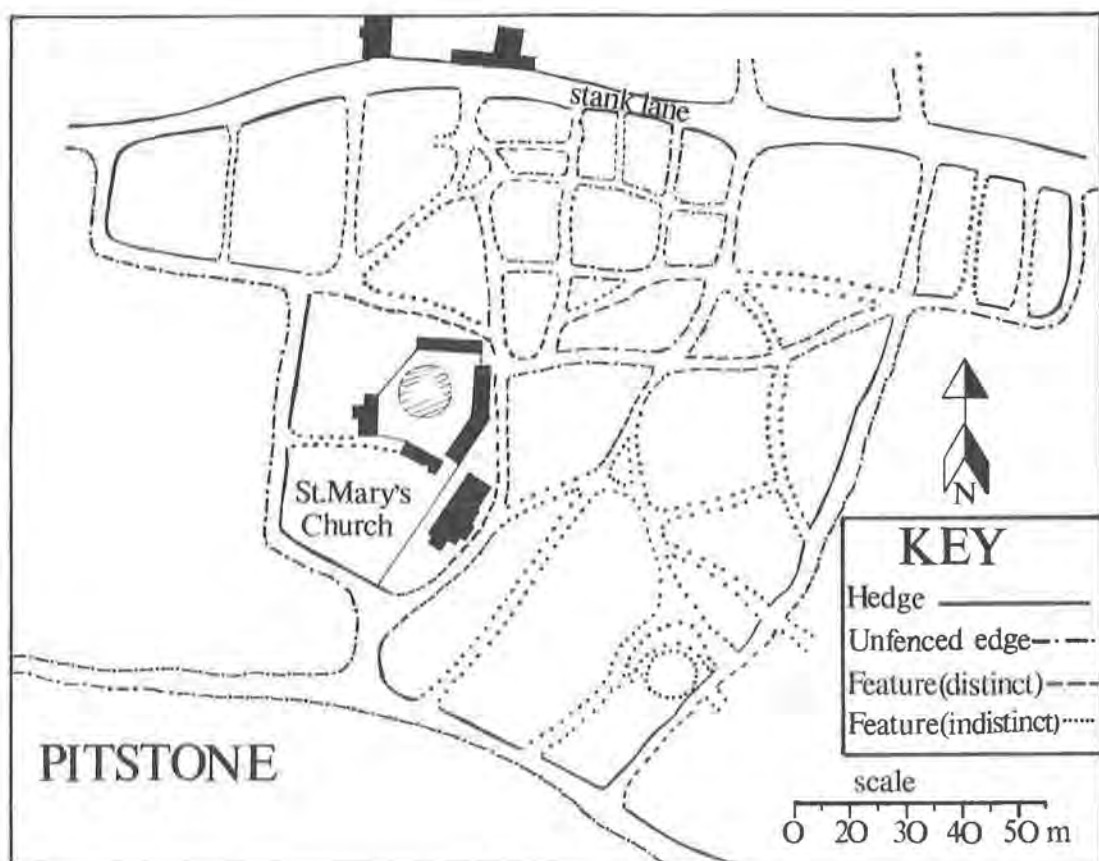 stank lane
St.Mary's
Church
N
KEY
Hedge
Unfenced edge
Feature(distinct)
Feature(indistinct)
PITSTONE
scale
0 20 30 40 50 m